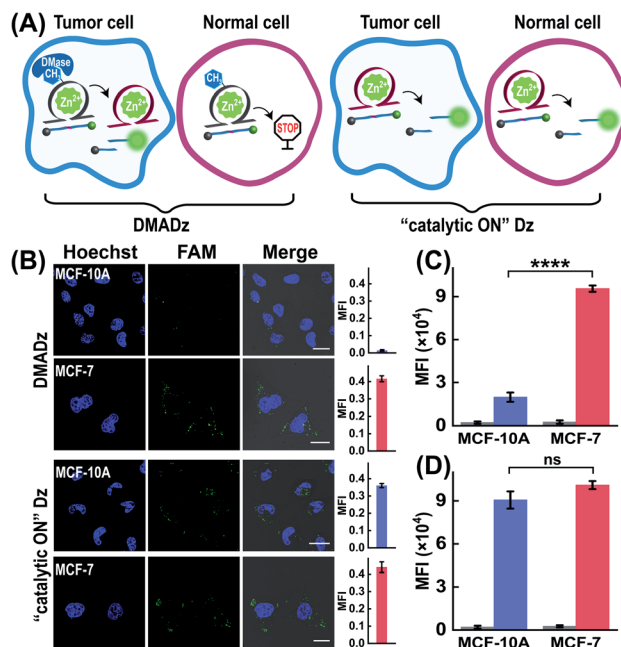 (A)
Tumor cell
Normal cell
Tumor cell
Normal cell
DMase
CH3
Zn2+
Zn2+
CH3
Zn2+
STOP
Zn2+
Zn2+
DMADz
"catalytic ON" Dz
(B)
Hoechst
FAM
Merge
DMADz
MCF-10A
MFI
0.4
0.3
0.2
0.1
0.0
MCF-7
MFI
0.4
0.3
0.2
0.1
0.0
"catalytic ON" Dz
MCF-10A
MFI
0.4
0.3
0.2
0.1
0.0
MCF-7
MFI
0.4
0.3
0.2
0.1
0.0
(C)
MFI (×10⁴)
9
6
3
0
****
MCF-10A
MCF-7
(D)
MFI (×10⁴)
9
6
3
0
ns
MCF-10A
MCF-7